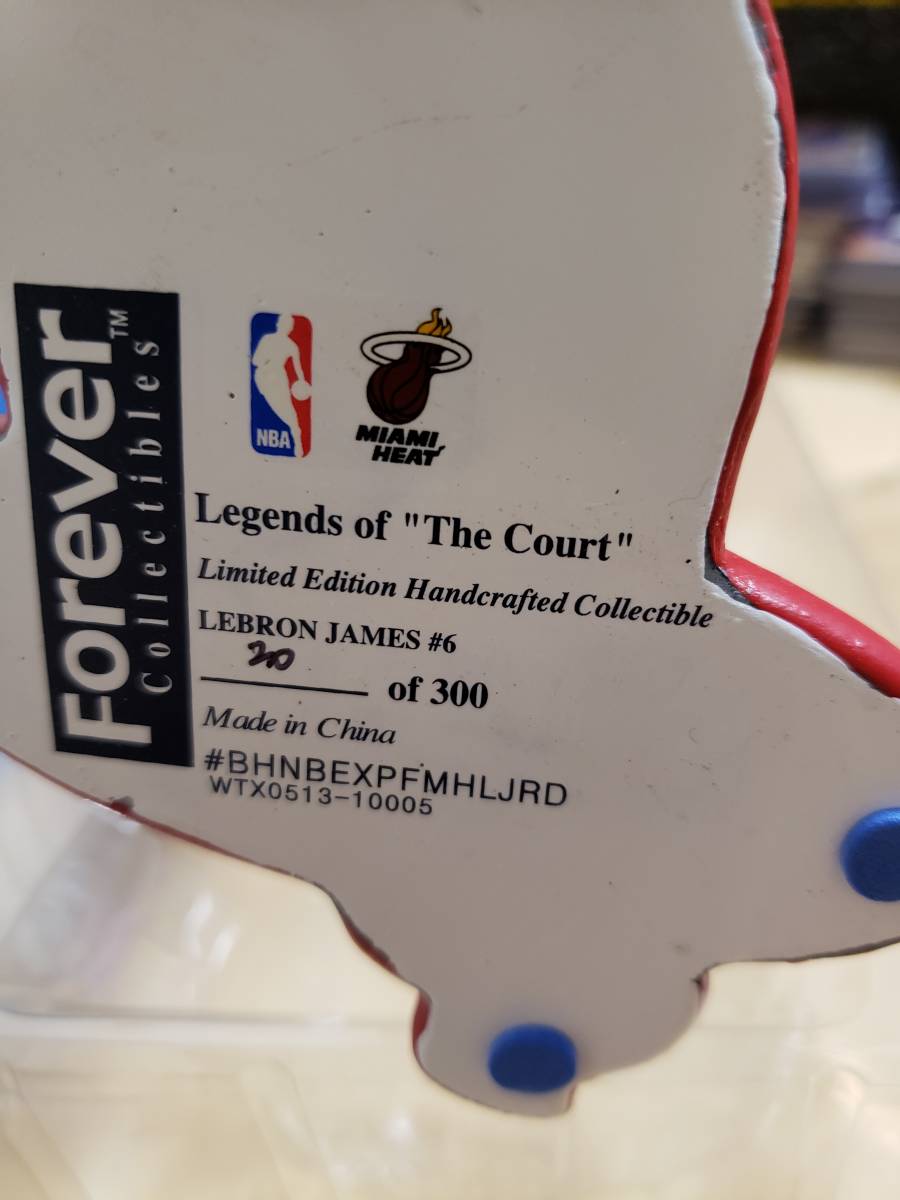 Forever™
Collectibles
NBA
MIAMI
HEAT
Legends of "The Court"
Limited Edition Handcrafted Collectible
LEBRON JAMES #6
20
of 300
Made in China
#BHNBEXPFMHLJRD
WTX0513-10005